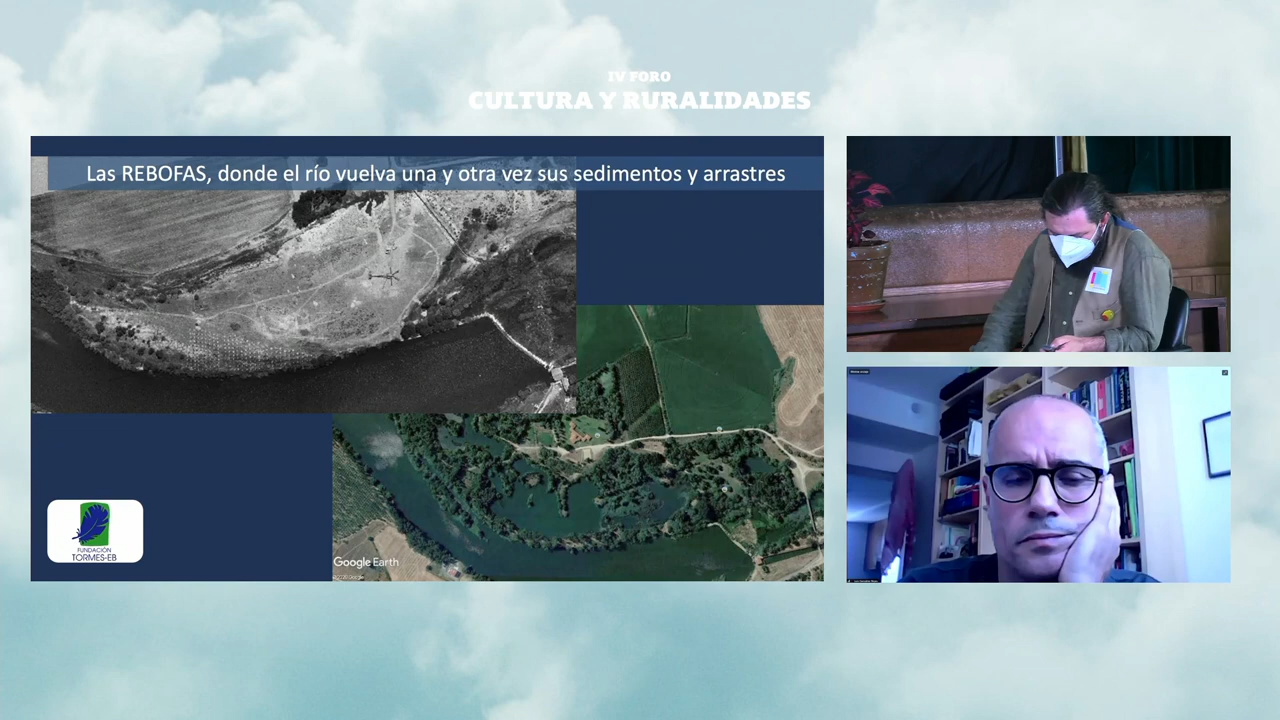 IV FORO
CULTURA Y RURALIDADES
Las REBOFAS, donde el río vuelva una y otra vez sus sedimentos y arrastres
FUNDACIÓN
TORMES-EB
Google Earth